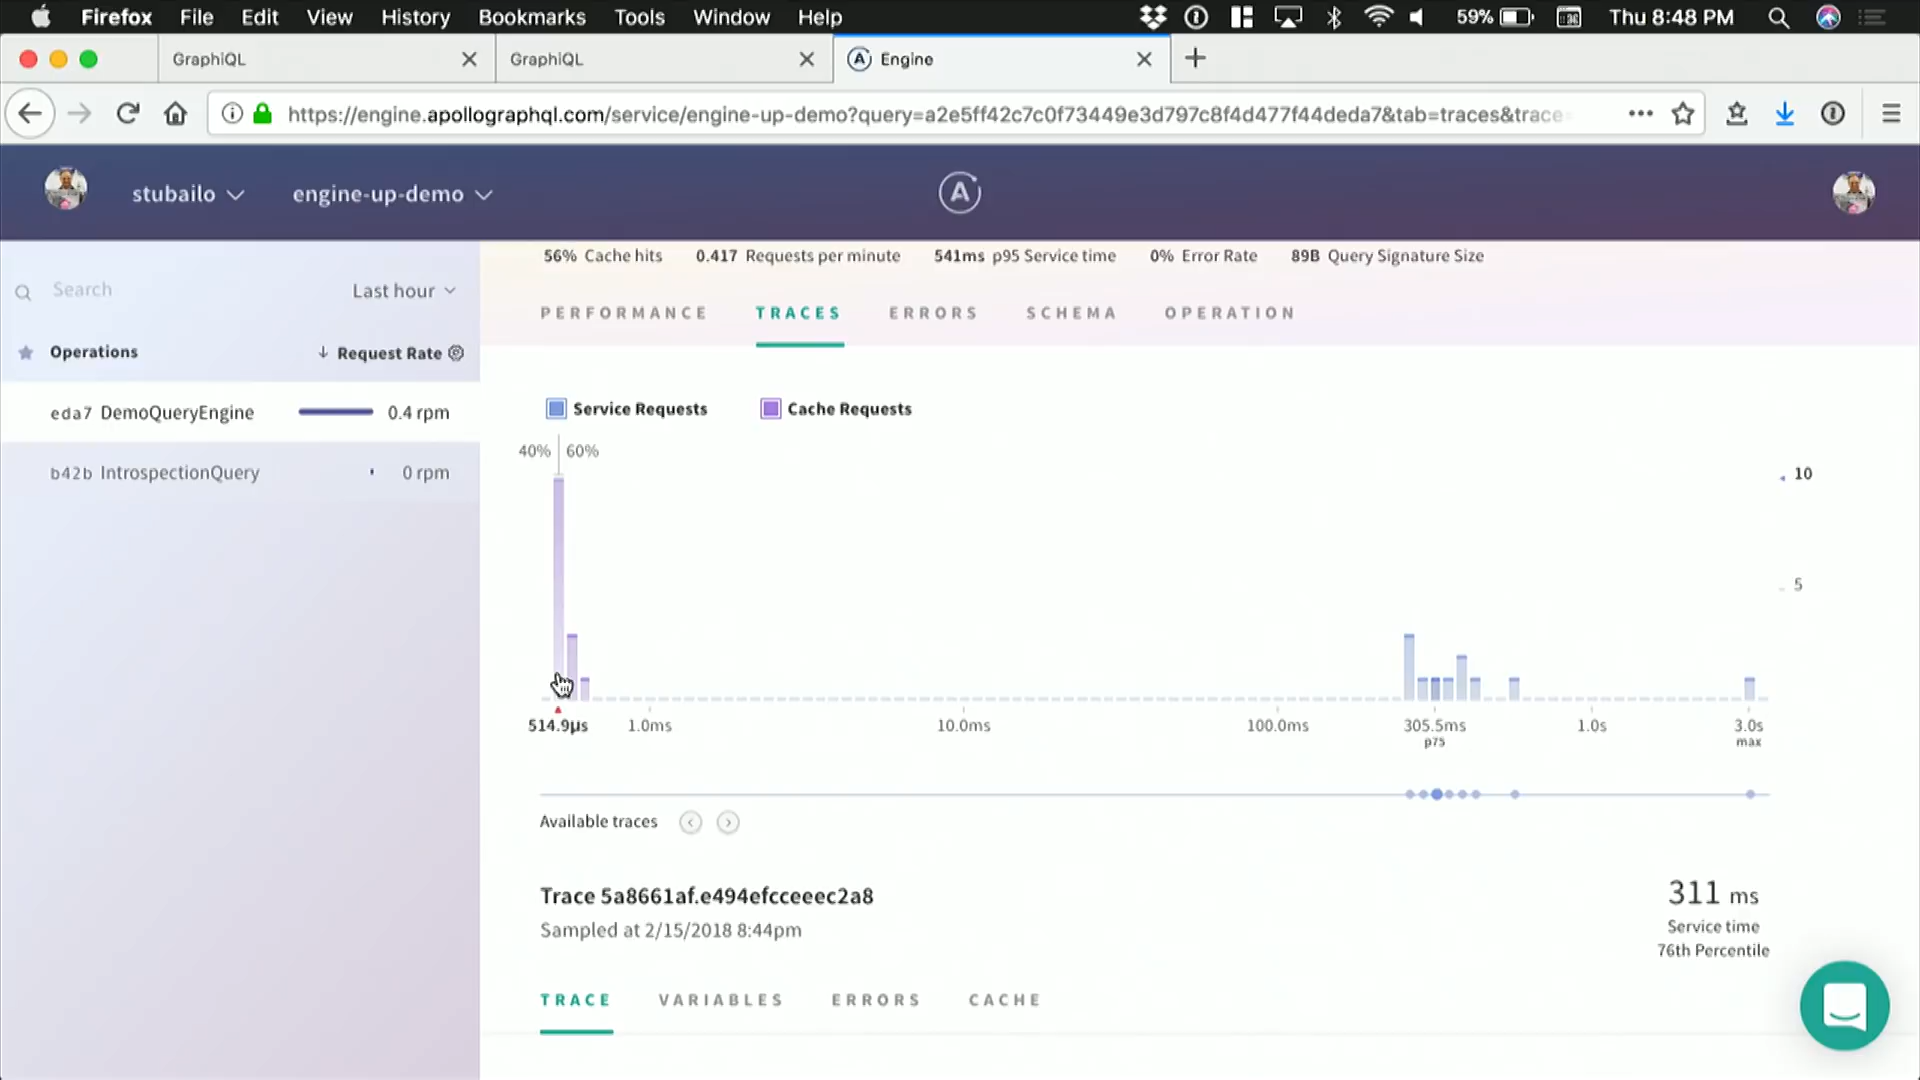 Firefox File Edit View History Bookmarks Tools Window Help 59% Thu 8:48 PM
GraphiQL GraphiQL Engine
https://engine.apollographql.com/service/engine-up-demo?query=a2e5ff42c7c0f73449e3d797c8f4d477f44deda7&tab=traces&trace
stubailo engine-up-demo
56% Cache hits 0.417 Requests per minute 541ms p95 Service time 0% Error Rate 89B Query Signature Size
Search Last hour
PERFORMANCE TRACES ERRORS SCHEMA OPERATION
Operations Request Rate
eda7 DemoQueryEngine 0.4 rpm
b42b IntrospectionQuery 0 rpm
Service Requests Cache Requests
40% 60%
10
5
514.9µs 1.0ms 10.0ms 100.0ms 305.5ms 1.0s 3.0s
p75 max
Available traces
Trace 5a8661af.e494efcceeec2a8
Sampled at 2/15/2018 8:44pm
311 ms
Service time
76th Percentile
TRACE VARIABLES ERRORS CACHE